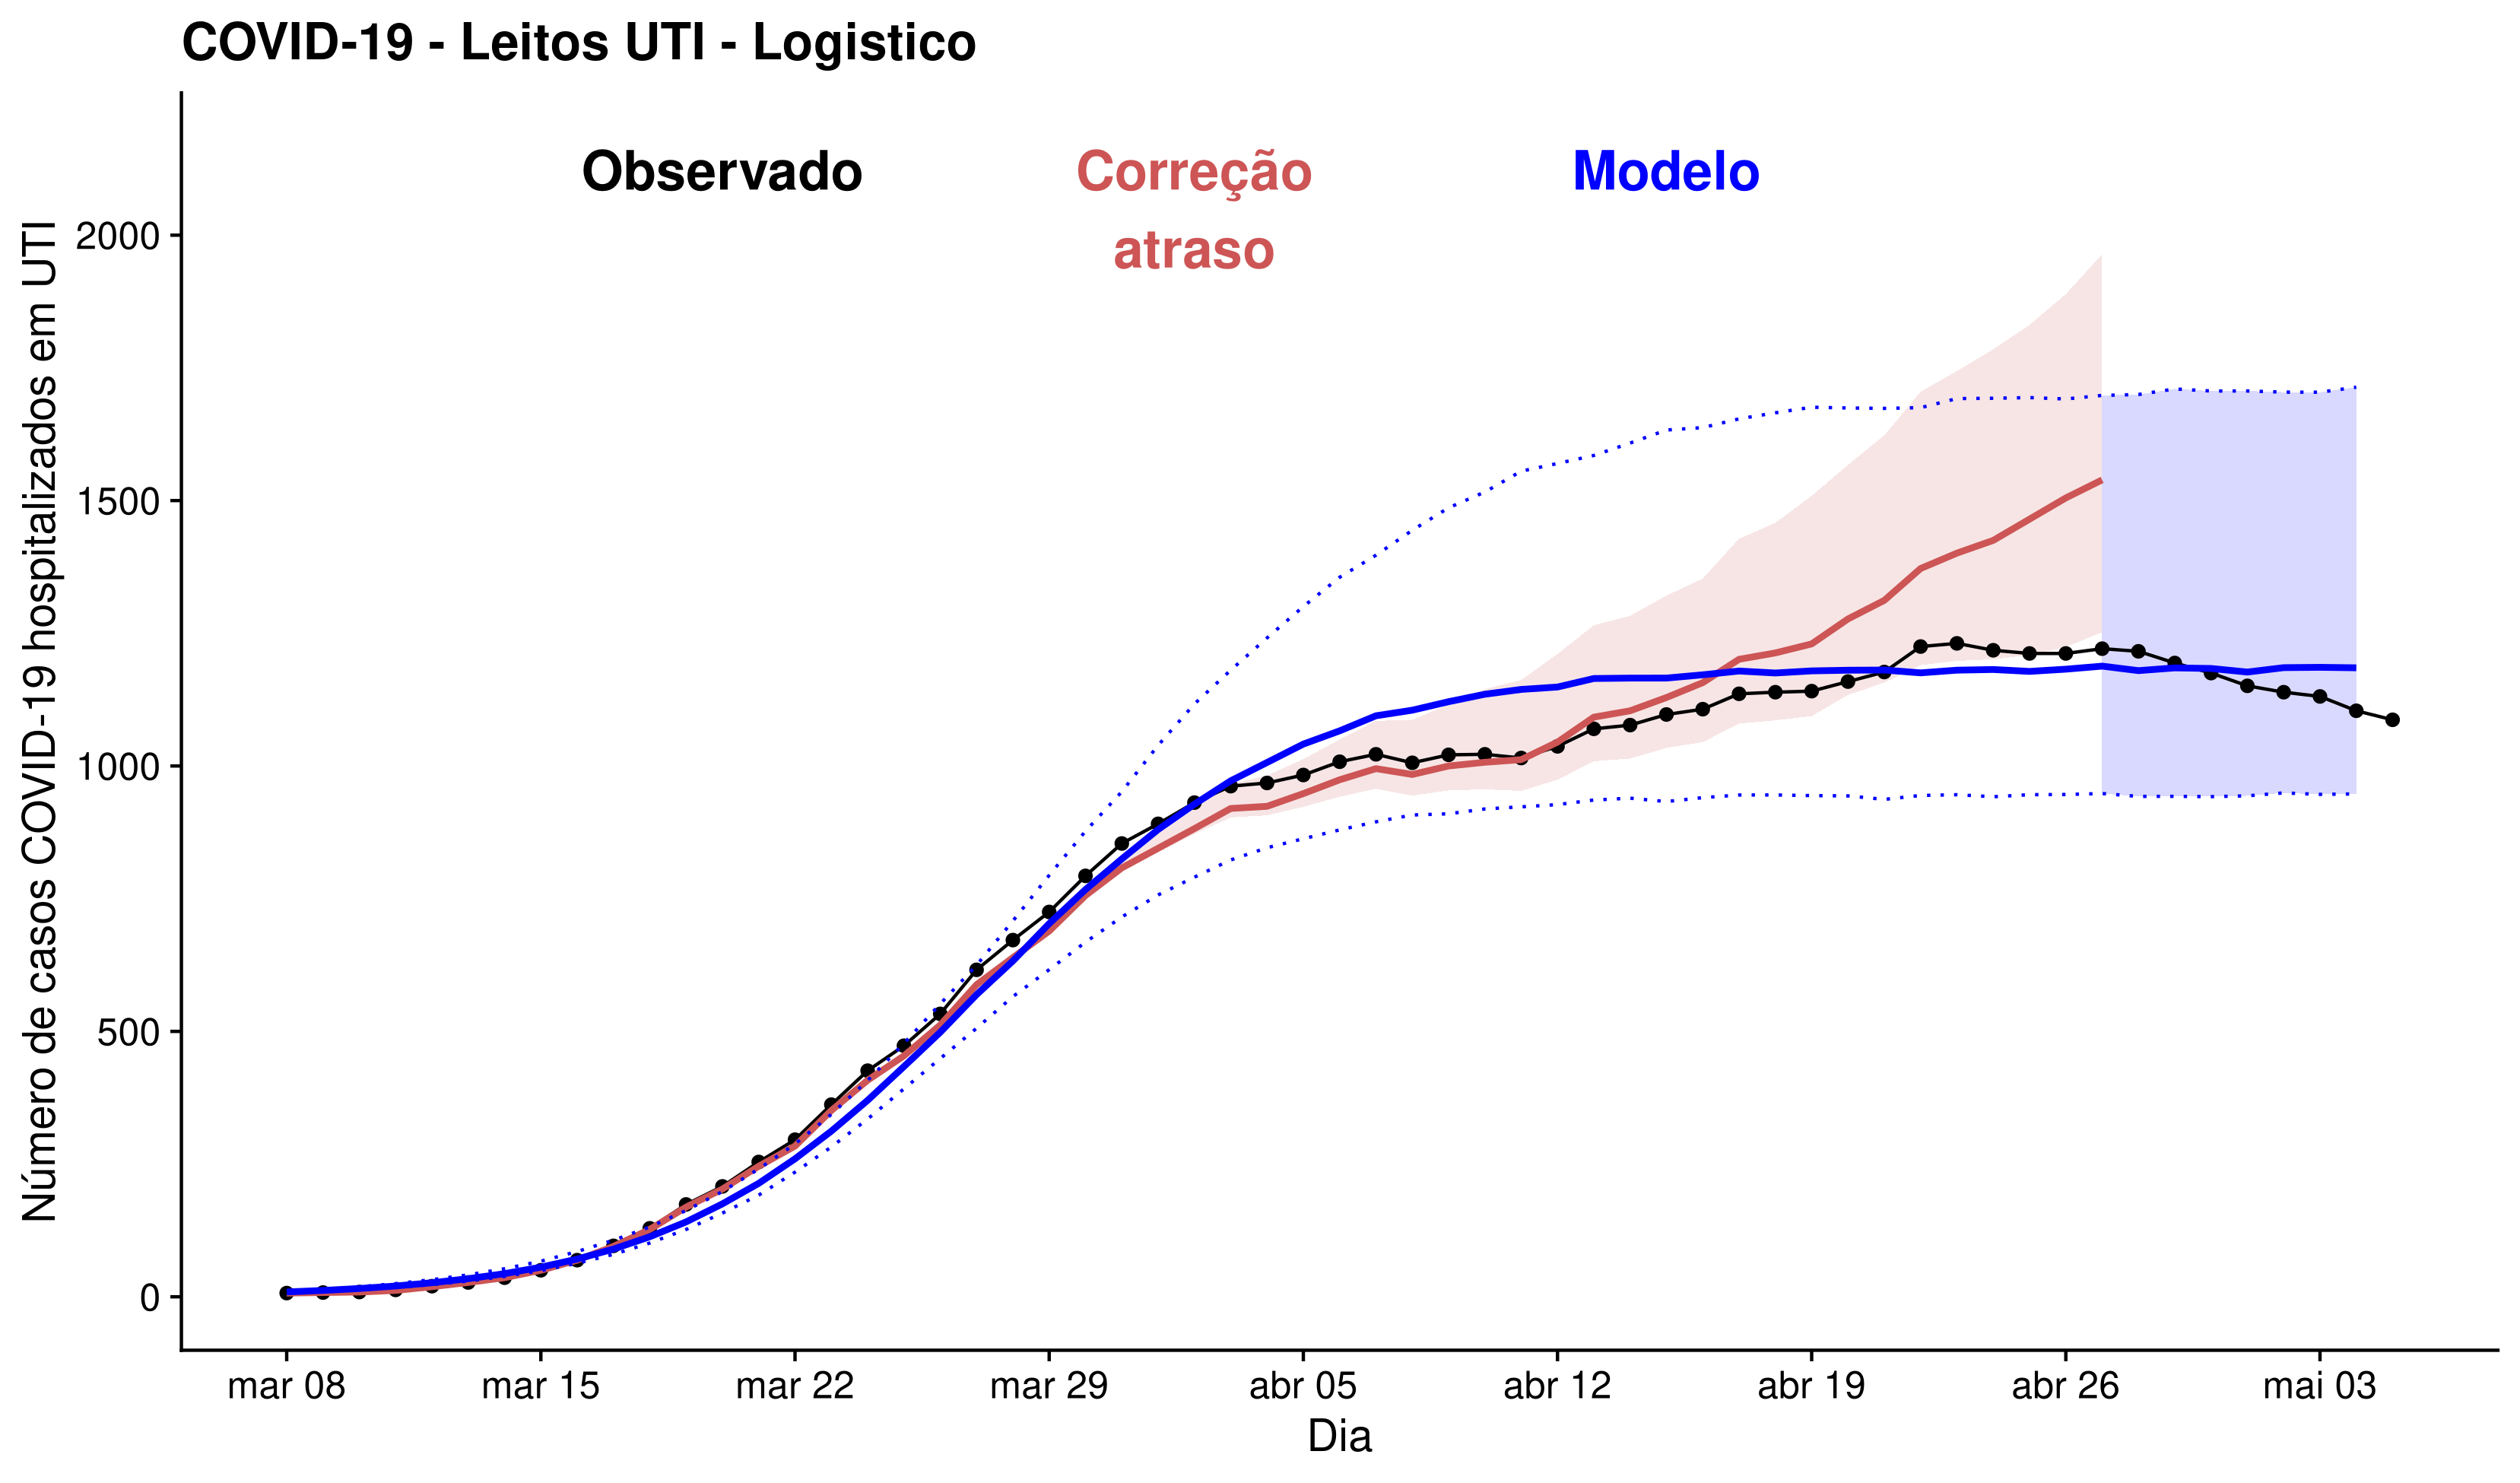 COVID-19 - Leitos UTI - Logistico
Observado
Correção
atraso
Modelo
Número de casos COVID-19 hospitalizados em UTI
2000
1500
1000
500
0
mar 08
mar 15
mar 22
mar 29
abr 05
abr 12
abr 19
abr 26
mai 03
Dia